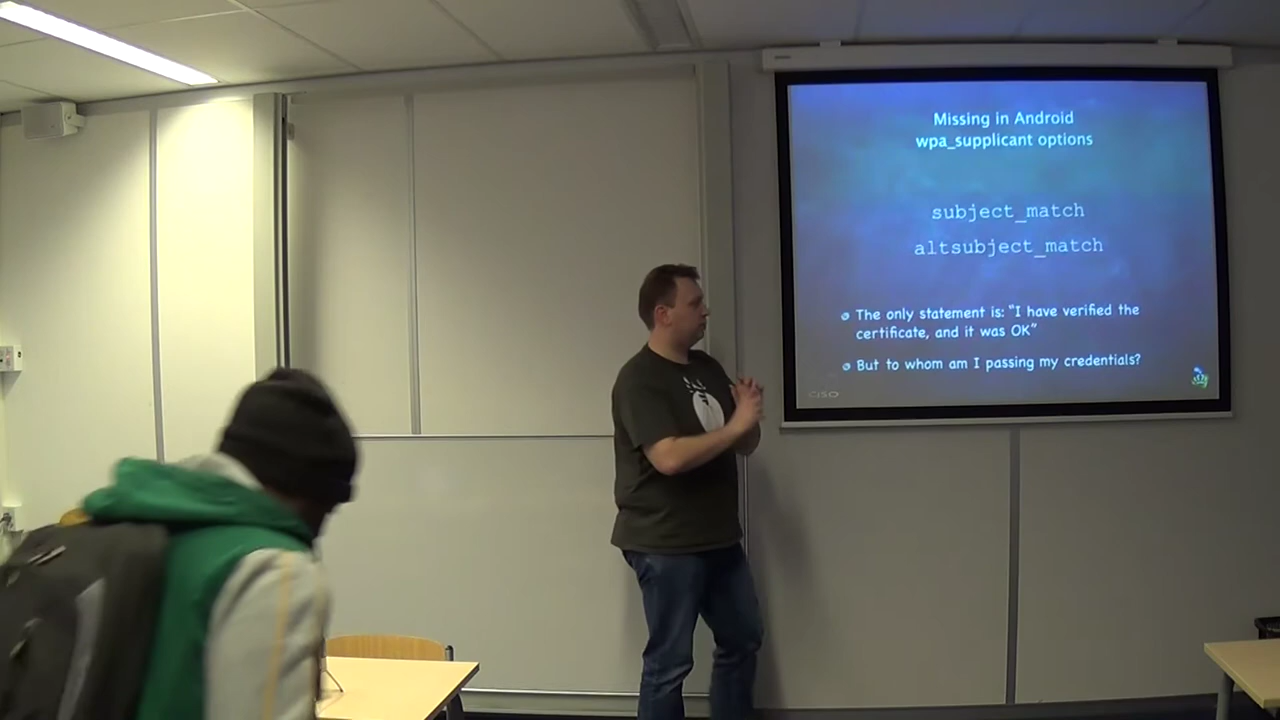 Missing in Android
wpa_supplicant options
subject_match
altsubject_match
The only statement is: "I have verified the
certificate, and it was OK"
But to whom am I passing my credentials?